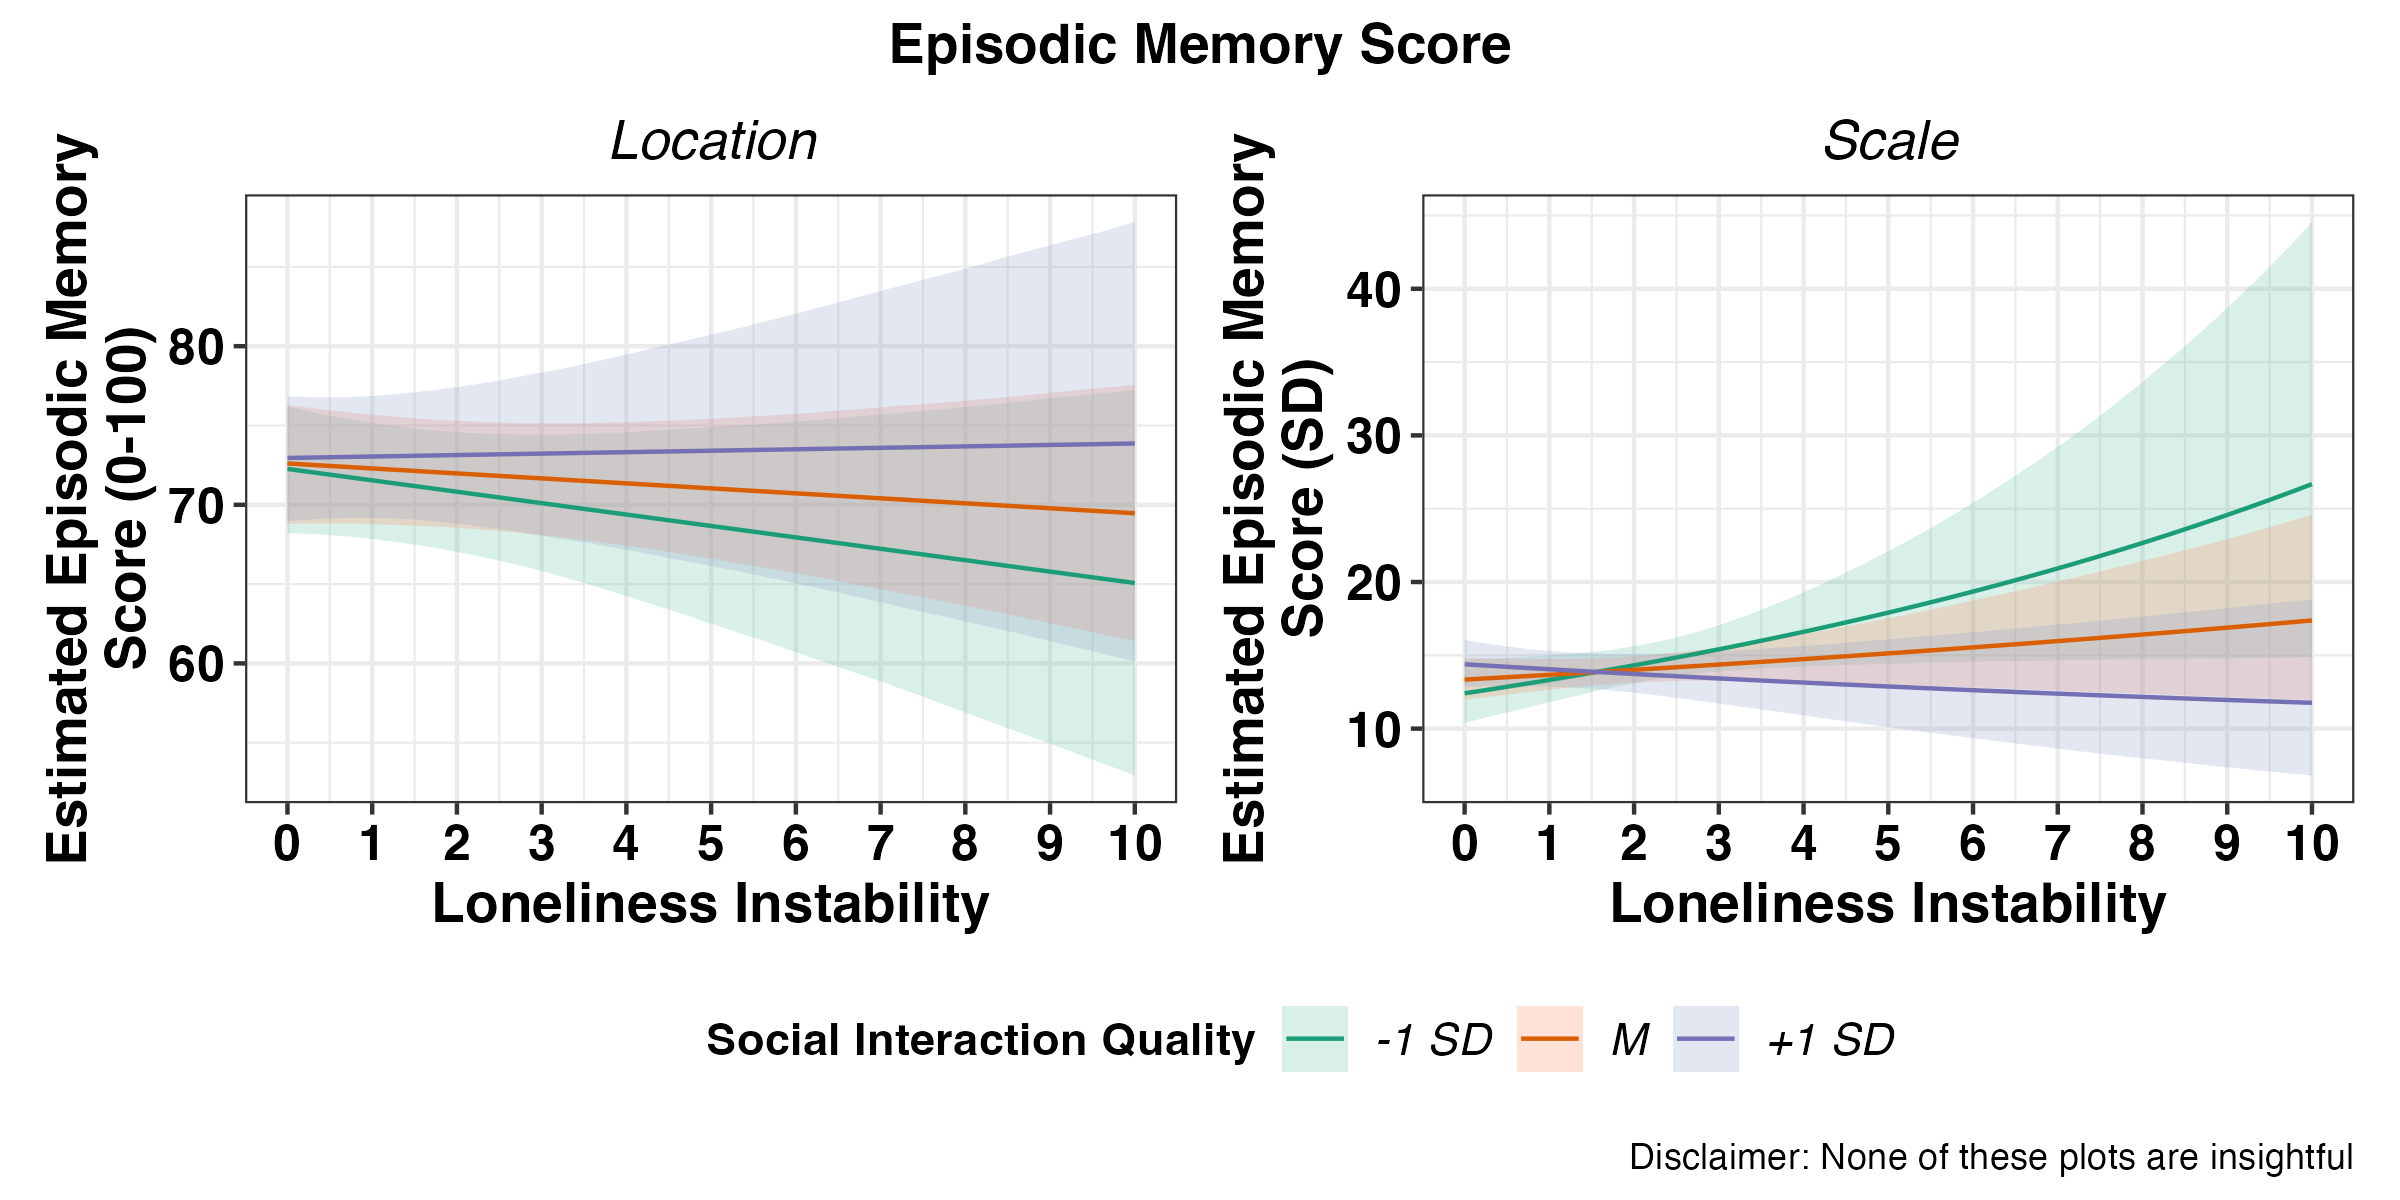 Episodic Memory Score
Location
Scale
Estimated Episodic Memory
Score (0-100)
80
70
60
0 1 2 3 4 5 6 7 8 9 10
Loneliness Instability
Estimated Episodic Memory
Score (SD)
40
30
20
10
0 1 2 3 4 5 6 7 8 9 10
Loneliness Instability
Social Interaction Quality -1 SD M +1 SD
Disclaimer: None of these plots are insightful